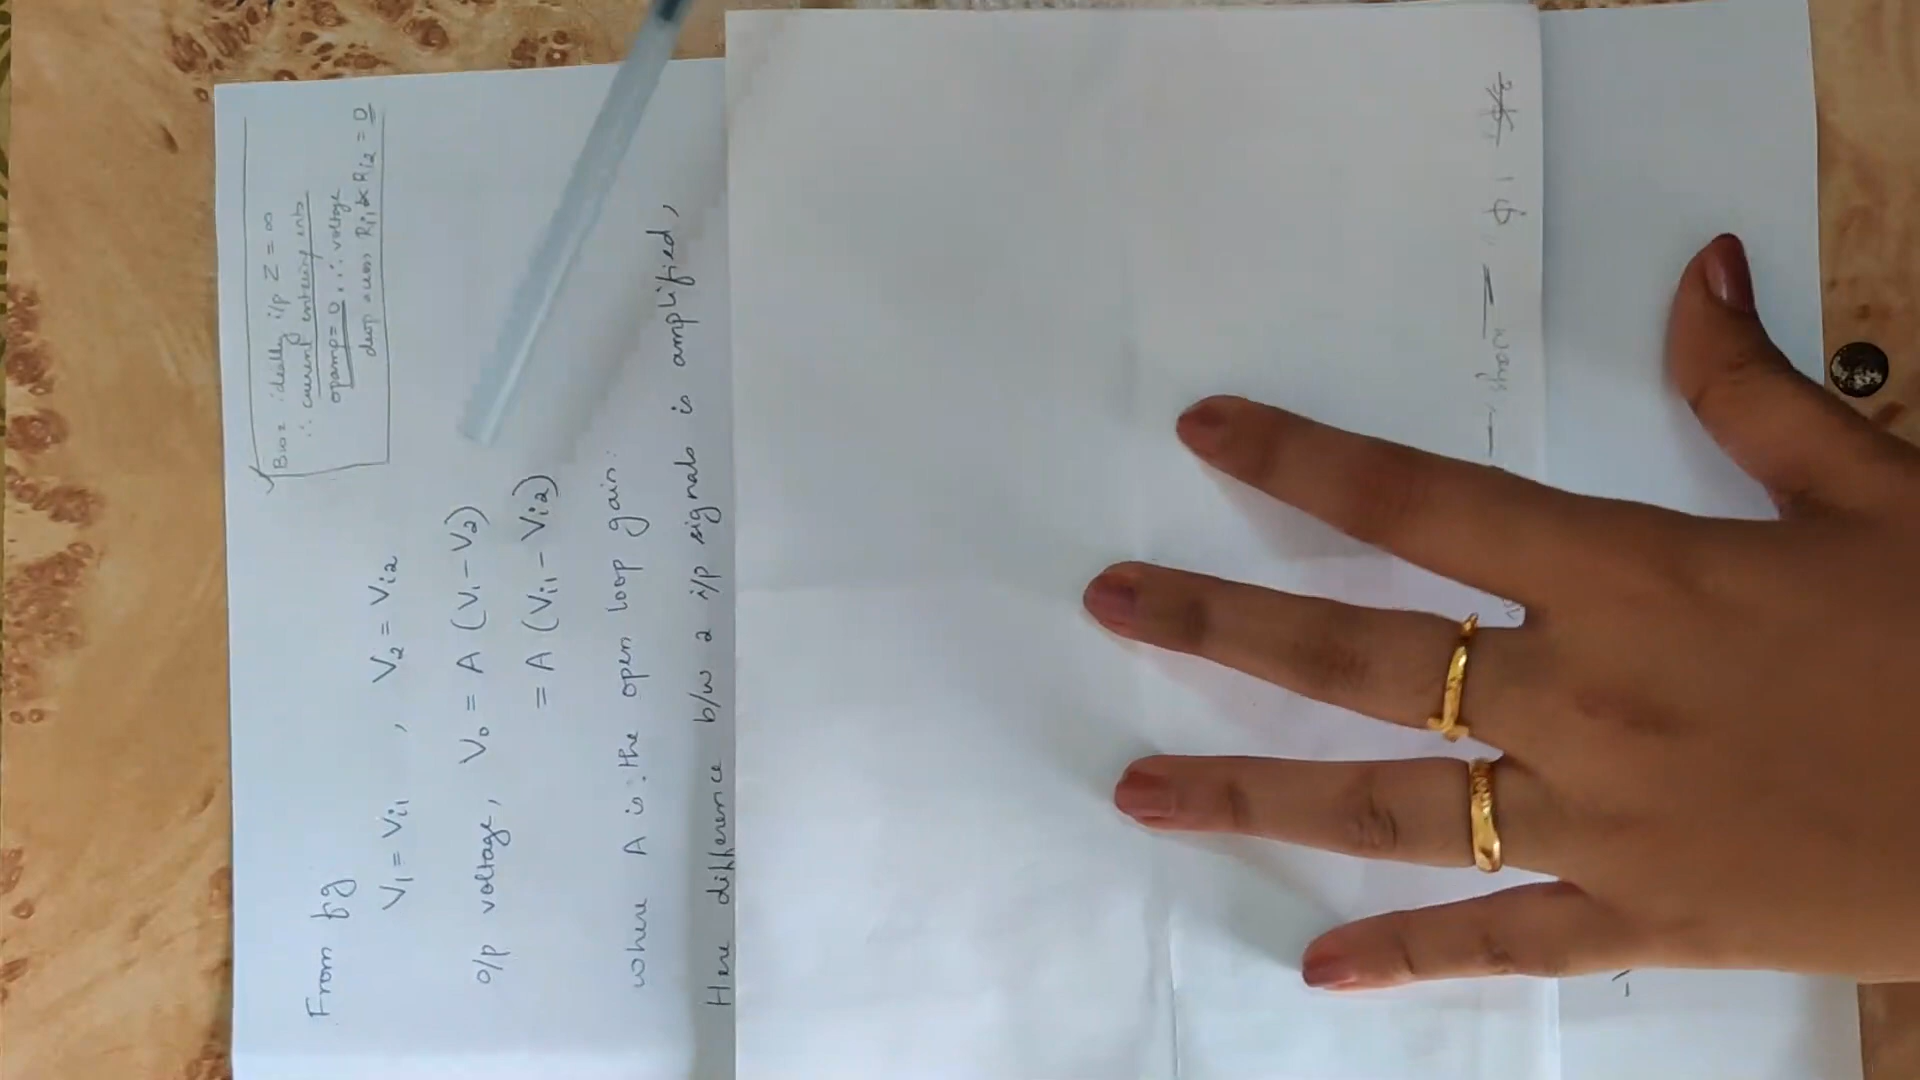 From fig
V₁ = Vi₁ , V₂ = Vi₂
Bcoz ideally i/p Z = ∞
∴ current entering into
opamp = 0 ∴ voltage
drop across Ri₁ & Ri₂ = 0
o/p voltage, V₀ = A (V₁ - V₂)
= A (Vi₁ - Vi₂)
where A is the open loop gain.
Here difference b/w 2 i/p signals is amplified,